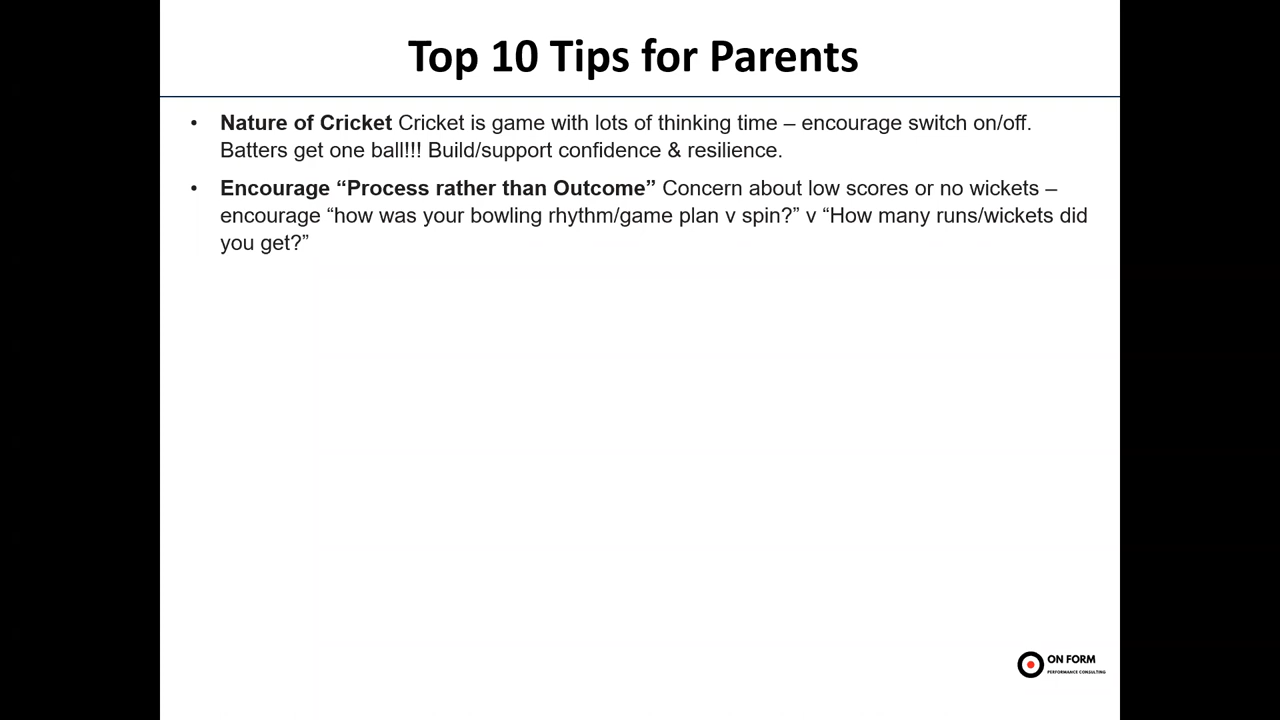 Top 10 Tips for Parents
• Nature of Cricket Cricket is game with lots of thinking time – encourage switch on/off.
Batters get one ball!!! Build/support confidence & resilience.
• Encourage “Process rather than Outcome” Concern about low scores or no wickets –
encourage “how was your bowling rhythm/game plan v spin?” v “How many runs/wickets did
you get?”
ON FORM
PERFORMANCE CONSULTING